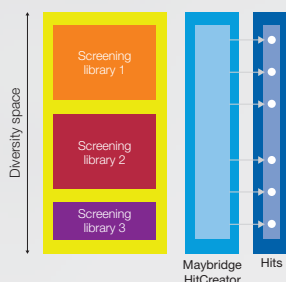 Diversity space
Screening
library 1
Screening
library 2
Screening
library 3
Maybridge
HitCreator
Hits